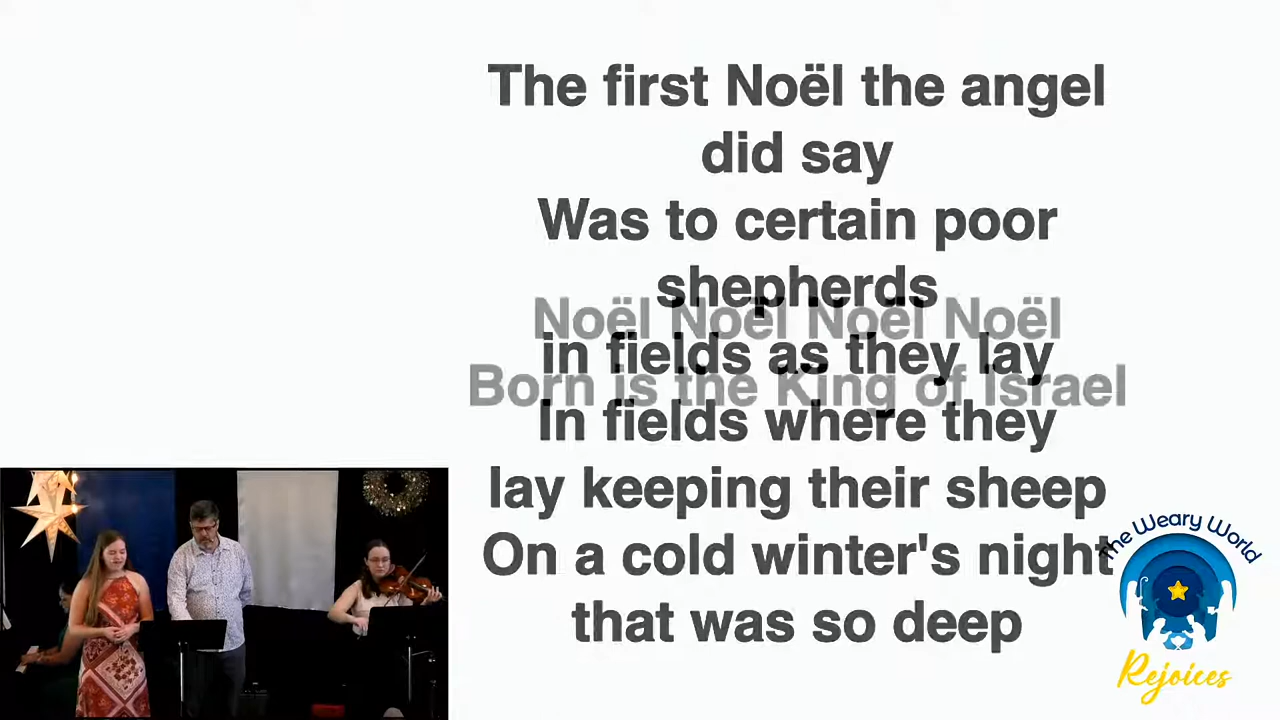 The first Noël the angel
did say
Was to certain poor
shepherds
Noël Noël Noël Noël
in fields as they lay
Born is the King of Israel
In fields where they
lay keeping their sheep
On a cold winter's night
that was so deep
The Weary World
Rejoices